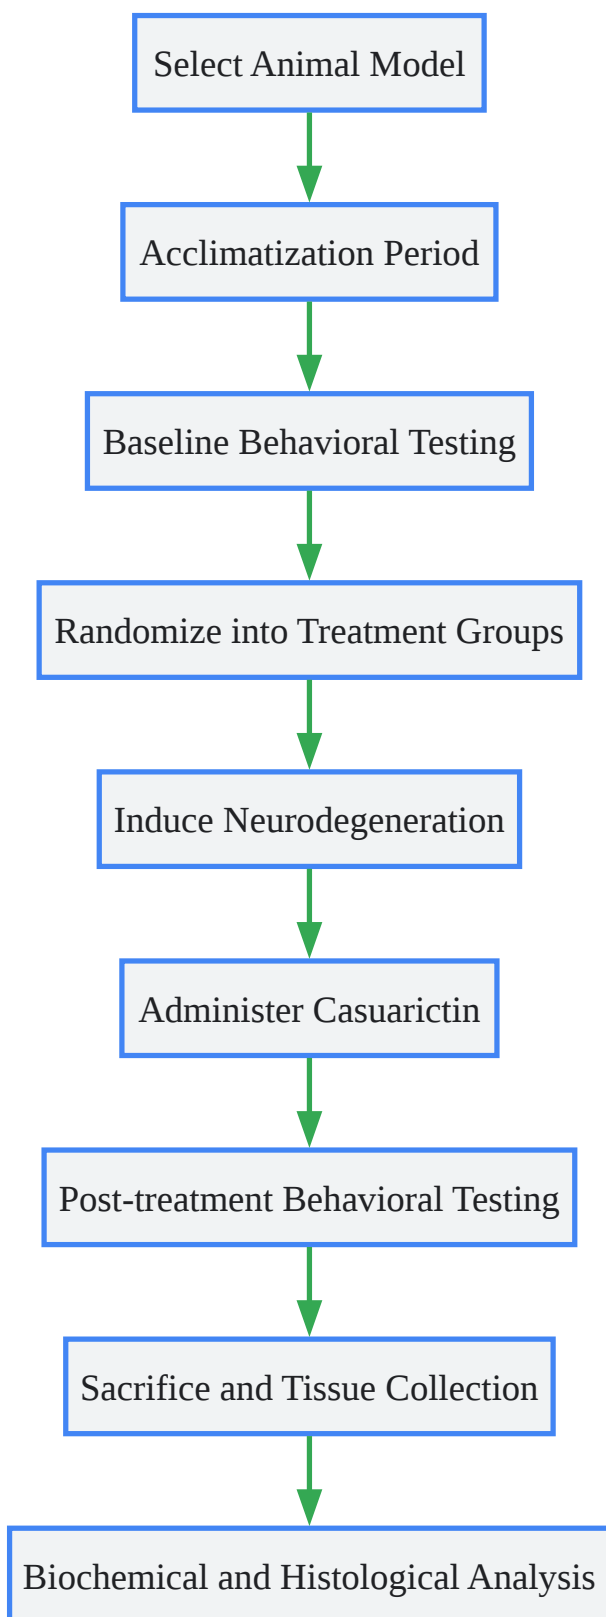 Select Animal Model
Acclimatization Period
Baseline Behavioral Testing
Randomize into Treatment Groups
Induce Neurodegeneration
Administer Casuarictin
Post-treatment Behavioral Testing
Sacrifice and Tissue Collection
Biochemical and Histological Analysis